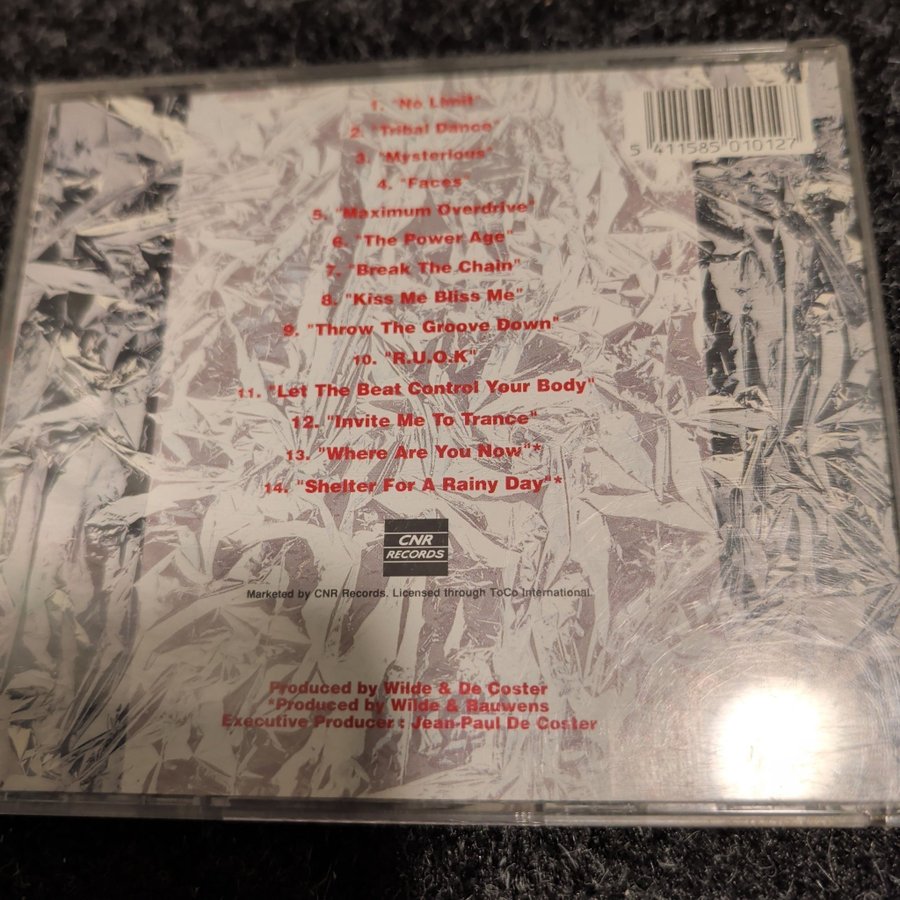 1. "No Limit"
2. "Tribal Dance"
3. "Mysterious"
4. "Faces"
5. "Maximum Overdrive"
6. "The Power Age"
7. "Break The Chain"
8. "Kiss Me Bliss Me"
9. "Throw The Groove Down"
10. "R.U.O.K"
11. "Let The Beat Control Your Body"
12. "Invite Me To Trance"
13. "Where Are You Now"*
14. "Shelter For A Rainy Day"*
5 411585 010127
CNR
RECORDS
Marketed by CNR Records. Licensed through ToCo International.
Produced by Wilde & De Coster
*Produced by Wilde & Bauwens
Executive Producer : Jean-Paul De Coster